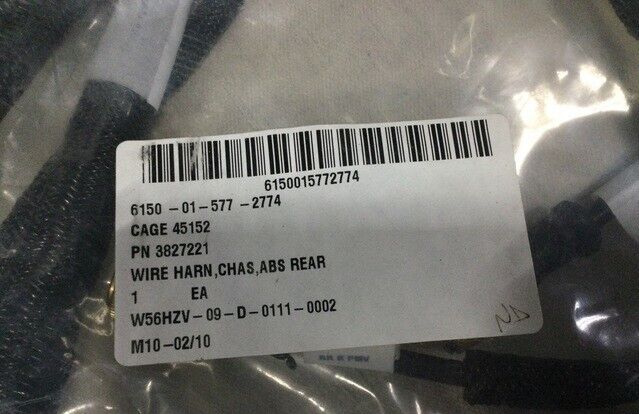 6150015772774
6150 -01-577 -2774
CAGE 45152
PN 3827221
WIRE HARN,CHAS,ABS REAR
1 EA
W56HZV-09-D-0111-0002
M10-02/10
ND